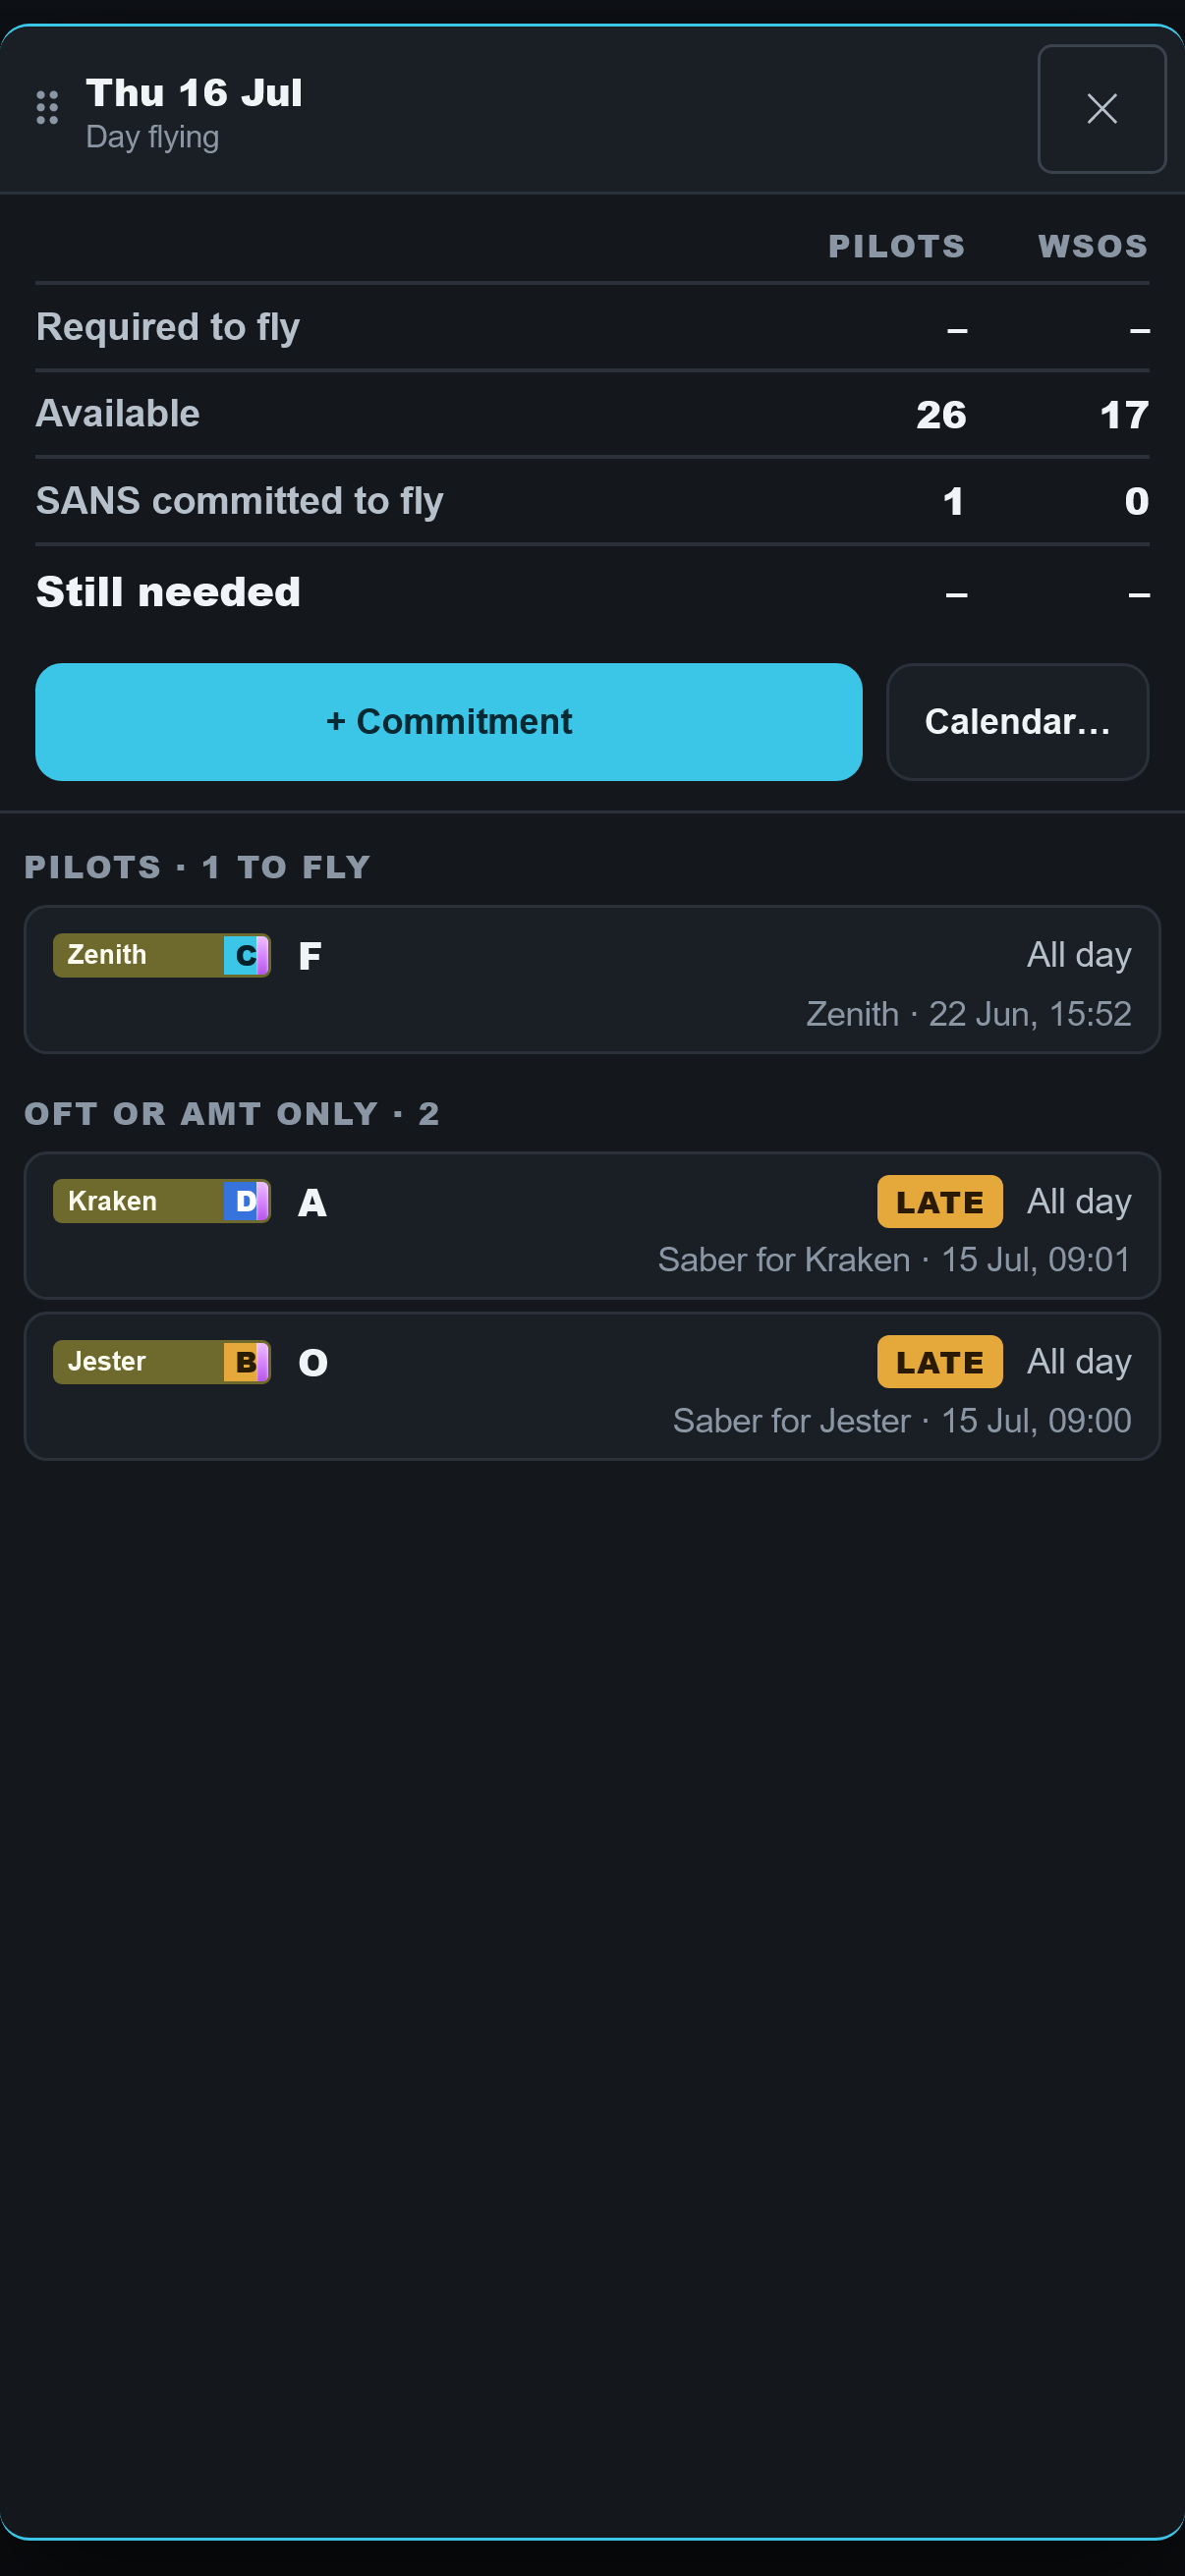 Thu 16 Jul
Day flying
PILOTS WSOS
Required to fly – –
Available 26 17
SANS committed to fly 1 0
Still needed – –
+ Commitment Calendar…
PILOTS · 1 TO FLY
Zenith C F All day
Zenith · 22 Jun, 15:52
OFT OR AMT ONLY · 2
Kraken D A LATE All day
Saber for Kraken · 15 Jul, 09:01
Jester B O LATE All day
Saber for Jester · 15 Jul, 09:00